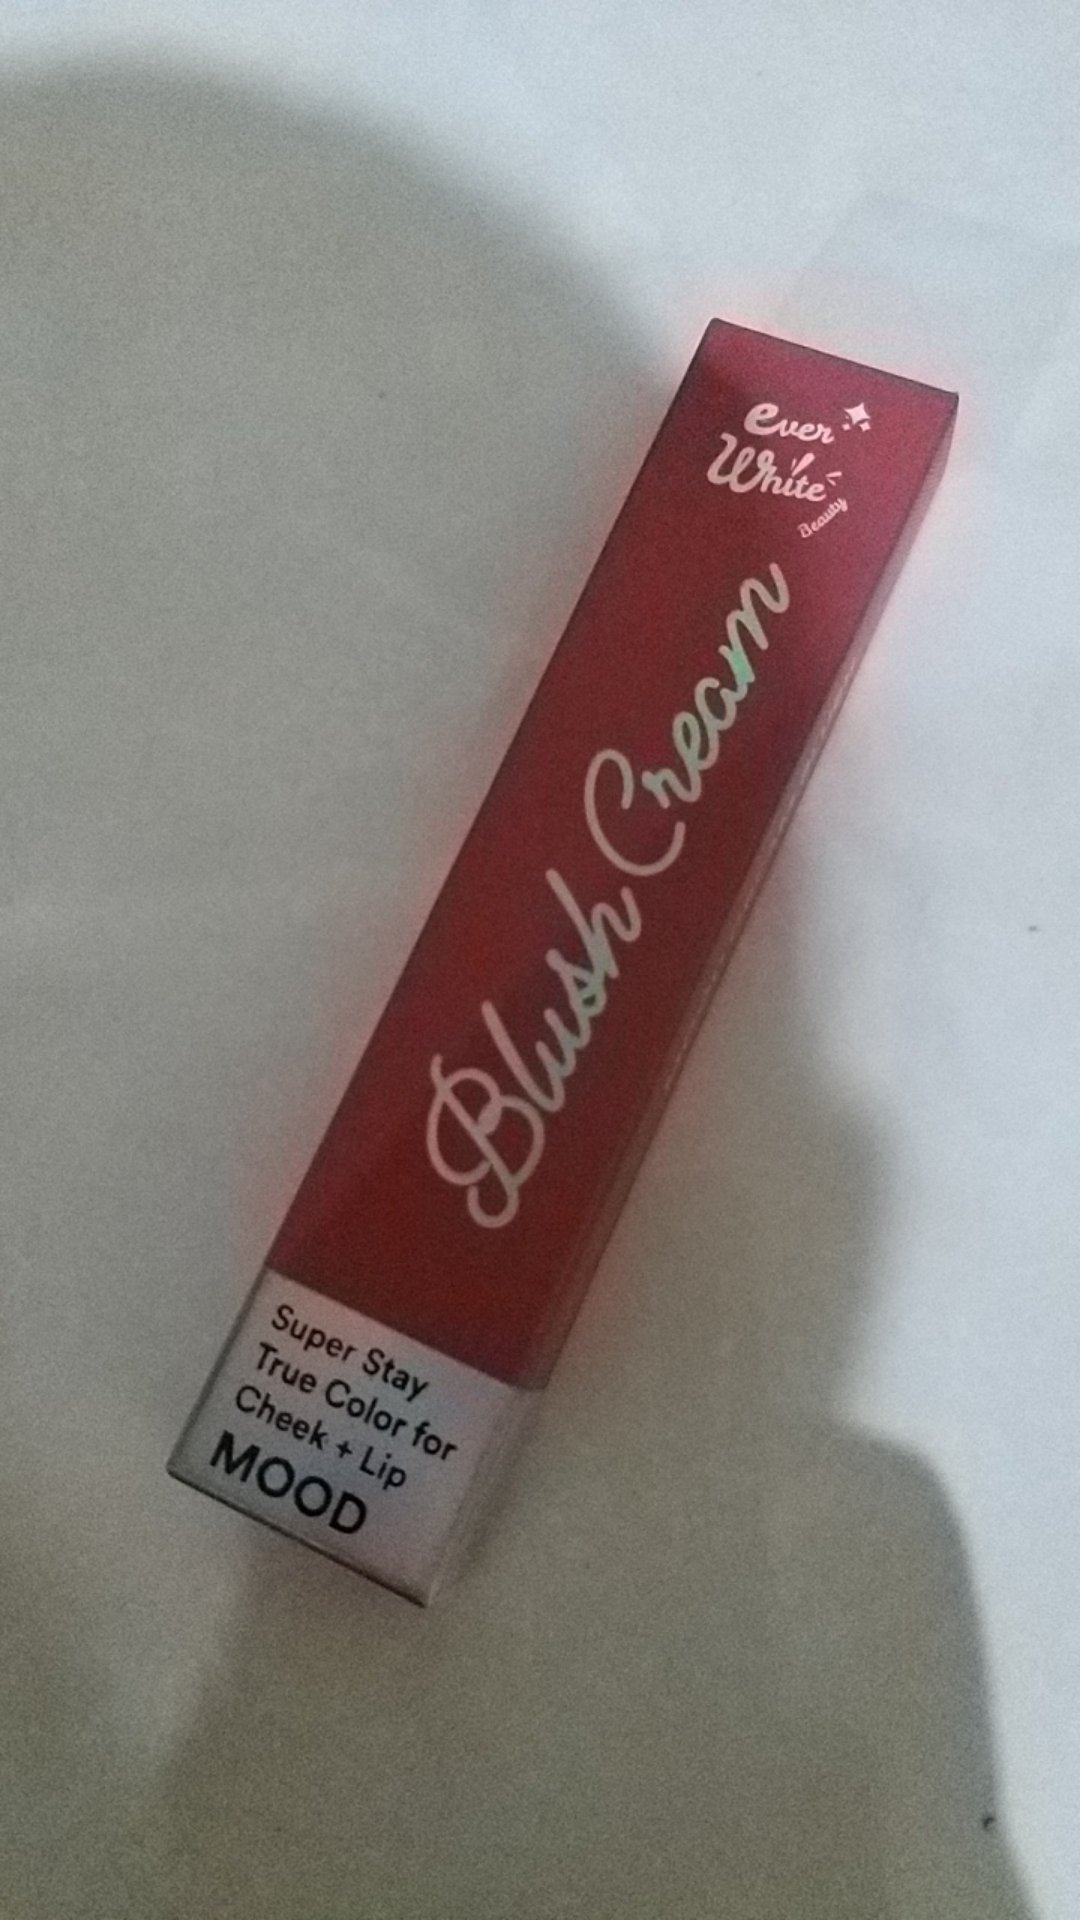 ever
White
Beauty
Blush Cream
Super Stay
True Color for
Cheek + Lip
MOOD